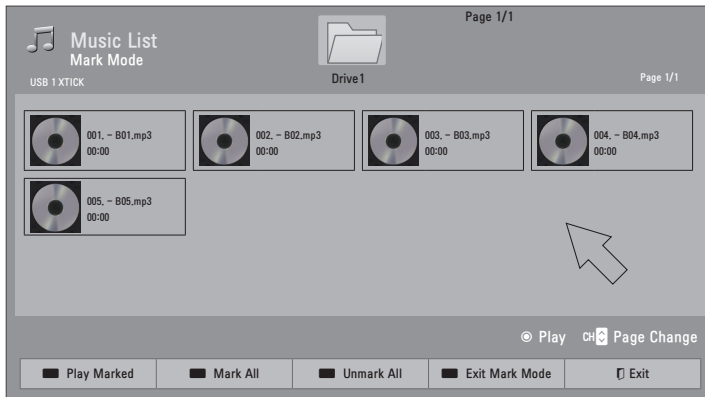 Page 1/1
Music List
Mark Mode
USB 1 XTICK
Drive1
Page 1/1
001. - B01.mp3
00:00
002. - B02.mp3
00:00
003. - B03.mp3
00:00
004. - B04.mp3
00:00
005. - B05.mp3
00:00
Play
CH Page Change
Play Marked
Mark All
Unmark All
Exit Mark Mode
Exit